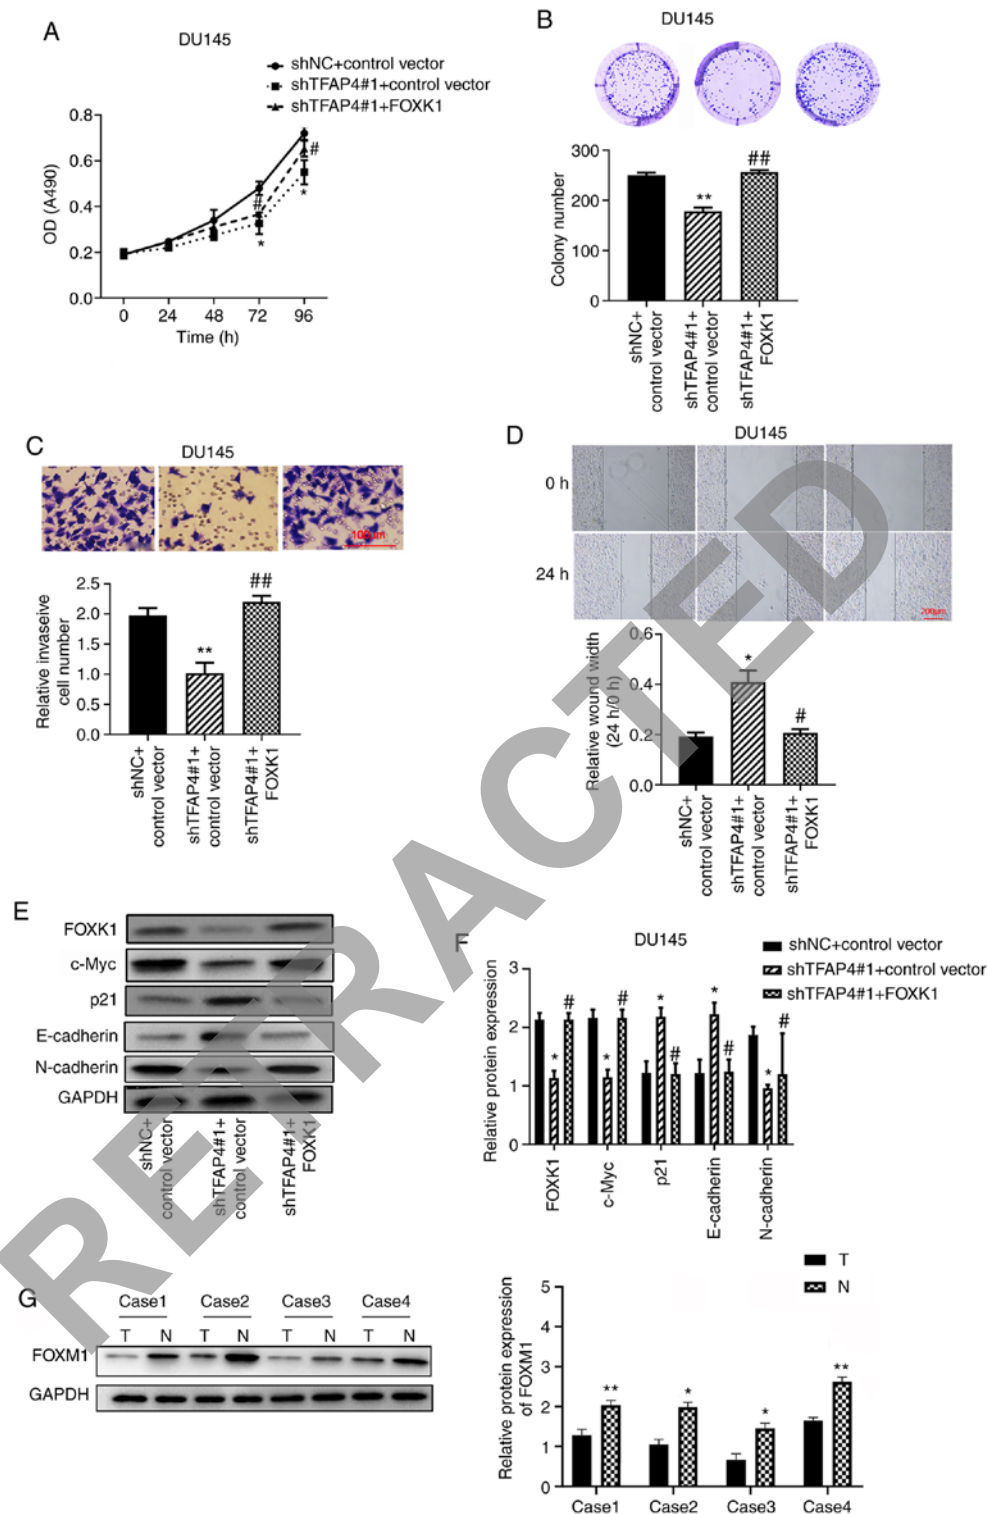 A
DU145
shNC+control vector
shTFAP4#1+control vector
shTFAP4#1+FOXK1
OD (A490)
0.8
0.6
0.4
0.2
0.0
#
*
#
*
0 24 48 72 96
Time (h)
B
DU145
Colony number
300
200
100
0
**
##
shNC+
control vector
shTFAP4#1+
control vector
shTFAP4#1+
FOXK1
C
DU145
100μm
Relative invaseive
cell number
2.5
2.0
1.5
1.0
0.5
0.0
**
##
shNC+
control vector
shTFAP4#1+
control vector
shTFAP4#1+
FOXK1
D
DU145
0 h
24 h
200μm
Relative wound width
(24 h/0 h)
0.6
0.4
0.2
0.0
*
#
shNC+
control vector
shTFAP4#1+
control vector
shTFAP4#1+
FOXK1
E
FOXK1
c-Myc
p21
E-cadherin
N-cadherin
GAPDH
shNC+
control vector
shTFAP4#1+
control vector
shTFAP4#1+
FOXK1
F
DU145
shNC+control vector
shTFAP4#1+control vector
shTFAP4#1+FOXK1
Relative protein expression
3
2
1
0
* # * # * # * # * #
FOXK1
c-Myc
p21
E-cadherin
N-cadherin
G
Case1 Case2 Case3 Case4
T N T N T N T N
FOXM1
GAPDH
T
N
Relative protein expression
of FOXM1
5
4
3
2
1
0
** * * **
Case1 Case2 Case3 Case4
RETRACTED